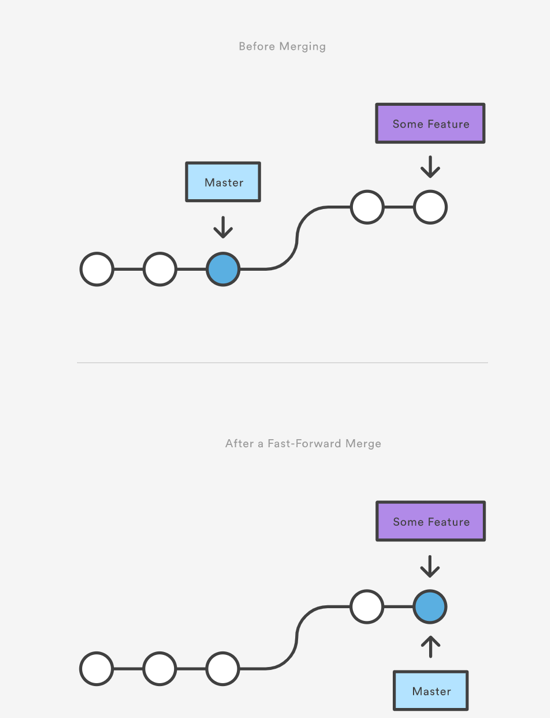 Before Merging
Some Feature
Master
After a Fast-Forward Merge
Some Feature
Master